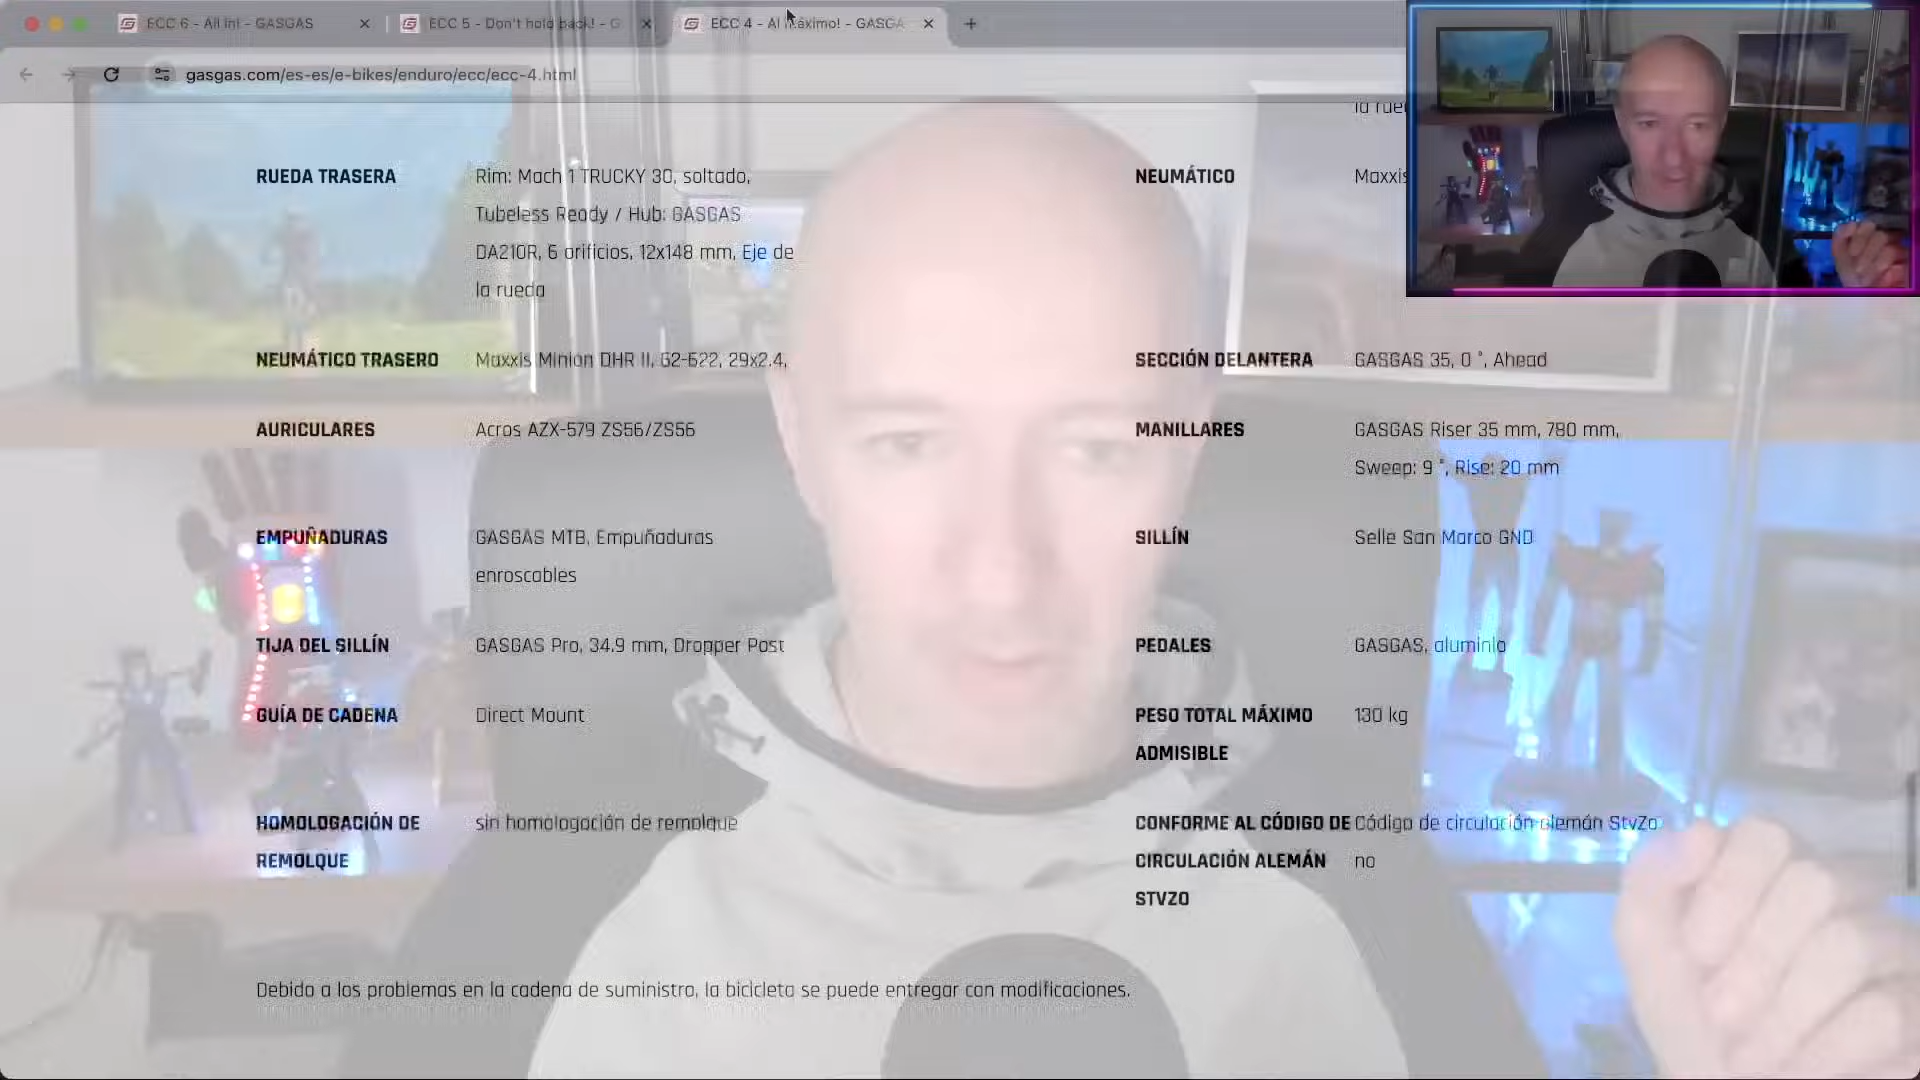 ECC 6 - All in! - GASGAS
ECC 5 - Don't hold back! - G
ECC 4 - Al máximo! - GASGA
gasgas.com/es-es/e-bikes/enduro/ecc/ecc-4.html
la rue
RUEDA TRASERA
Rim: Mach 1 TRUCKY 30, soltado,
Tubeless Ready / Hub: GASGAS
DA210R, 6 orificios, 12x148 mm, Eje de
la rueda
NEUMÁTICO
Maxxis
NEUMÁTICO TRASERO
Maxxis Minion DHR II, 62-622, 29x2.4,
SECCIÓN DELANTERA
GASGAS 35, 0 °, Ahead
AURICULARES
Acros AZX-579 ZS56/ZS56
MANILLARES
GASGAS Riser 35 mm, 780 mm,
Sweep: 9 °, Rise: 20 mm
EMPUÑADURAS
GASGAS MTB, Empuñaduras
enroscables
SILLÍN
Selle San Marco GND
TIJA DEL SILLÍN
GASGAS Pro, 34.9 mm, Dropper Post
PEDALES
GASGAS, aluminio
GUÍA DE CADENA
Direct Mount
PESO TOTAL MÁXIMO
ADMISIBLE
130 kg
HOMOLOGACIÓN DE
REMOLQUE
sin homologación de remolque
CONFORME AL CÓDIGO DE
CIRCULACIÓN ALEMÁN
STVZO
Código de circulación alemán StvZo
no
Debido a los problemas en la cadena de suministro, la bicicleta se puede entregar con modificaciones.